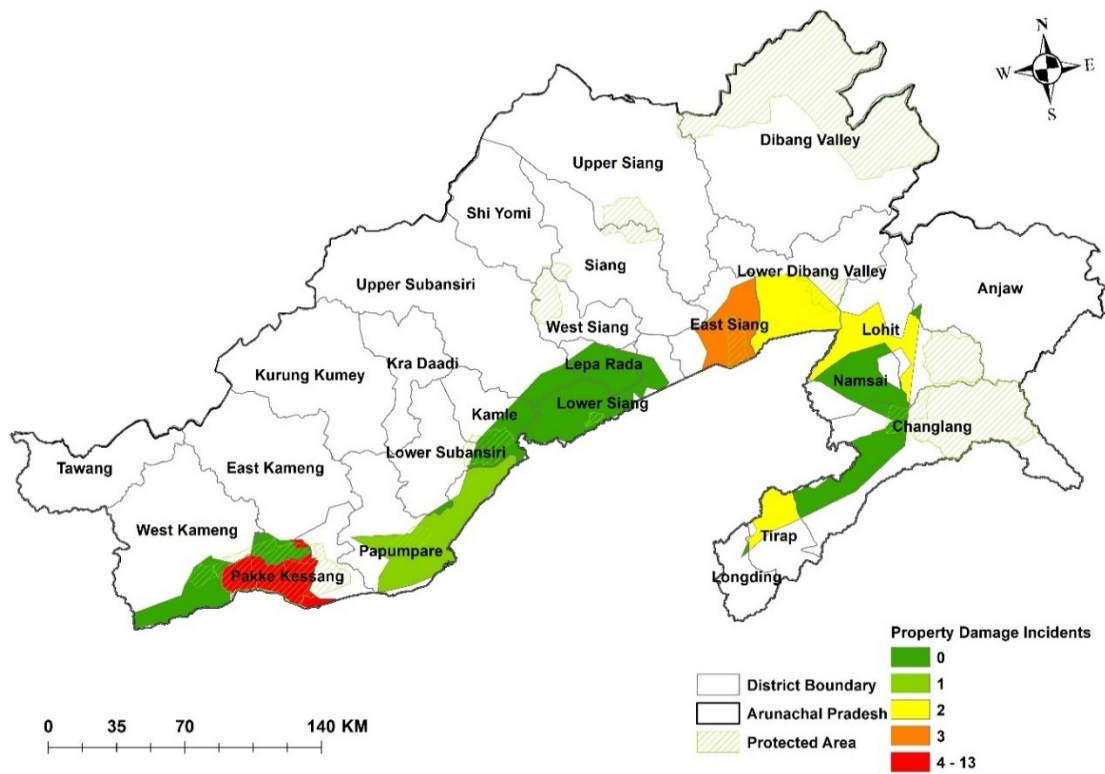 N
W E
S
Dibang Valley
Upper Siang
Shi Yomi
Siang
Lower Dibang Valley
Anjaw
Upper Subansiri
West Siang
East Siang
Lohit
Kra Daadi
Lepa Rada
Kurung Kumey
Namsai
Kamle
Lower Siang
Changlang
Lower Subansiri
Tawang
East Kameng
West Kameng
Papumpare
Tirap
Pakke Kessang
Longding
Property Damage Incidents
0
1
2
3
4 - 13
District Boundary
Arunachal Pradesh
Protected Area
0 35 70 140 KM